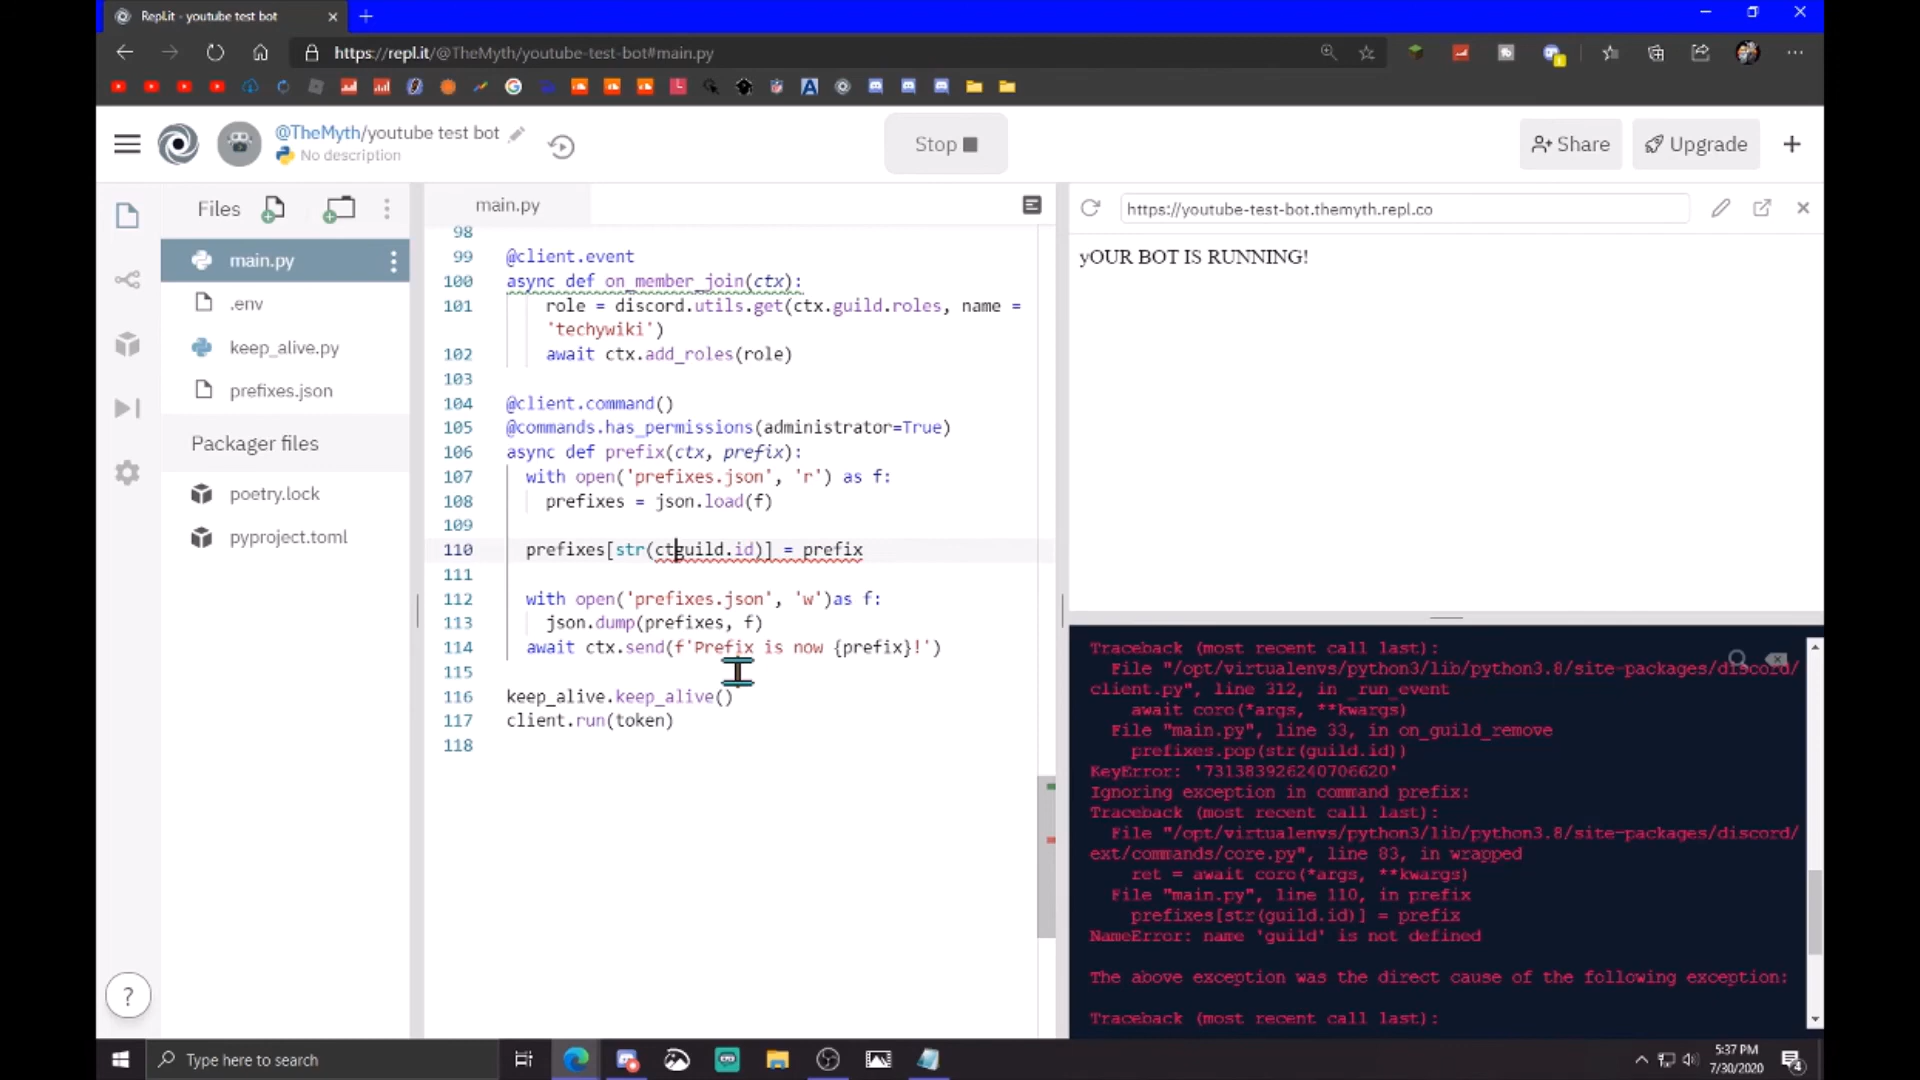 Repl.it - youtube test bot
https://repl.it/@TheMyth/youtube-test-bot#main.py
@TheMyth/youtube test bot
No description
Stop
Share
Upgrade
Files
main.py
.env
keep_alive.py
prefixes.json
Packager files
poetry.lock
pyproject.toml
main.py
98
99 @client.event
100 async def on_member_join(ctx):
101 role = discord.utils.get(ctx.guild.roles, name =
'techywiki')
102 await ctx.add_roles(role)
103
104 @client.command()
105 @commands.has_permissions(administrator=True)
106 async def prefix(ctx, prefix):
107 with open('prefixes.json', 'r') as f:
108 prefixes = json.load(f)
109
110 prefixes[str(ctguild.id)] = prefix
111
112 with open('prefixes.json', 'w')as f:
113 json.dump(prefixes, f)
114 await ctx.send(f'Prefix is now {prefix}!')
115
116 keep_alive.keep_alive()
117 client.run(token)
118
https://youtube-test-bot.themyth.repl.co
yOUR BOT IS RUNNING!
Traceback (most recent call last):
File "/opt/virtualenvs/python3/lib/python3.8/site-packages/discord/
client.py", line 312, in _run_event
await coro(*args, **kwargs)
File "main.py", line 33, in on_guild_remove
prefixes.pop(str(guild.id))
KeyError: '731383926240706620'
Ignoring exception in command prefix:
Traceback (most recent call last):
File "/opt/virtualenvs/python3/lib/python3.8/site-packages/discord/
ext/commands/core.py", line 83, in wrapped
ret = await coro(*args, **kwargs)
File "main.py", line 110, in prefix
prefixes[str(guild.id)] = prefix
NameError: name 'guild' is not defined
The above exception was the direct cause of the following exception:
Traceback (most recent call last):
?
Type here to search
5:37 PM
7/30/2020
4